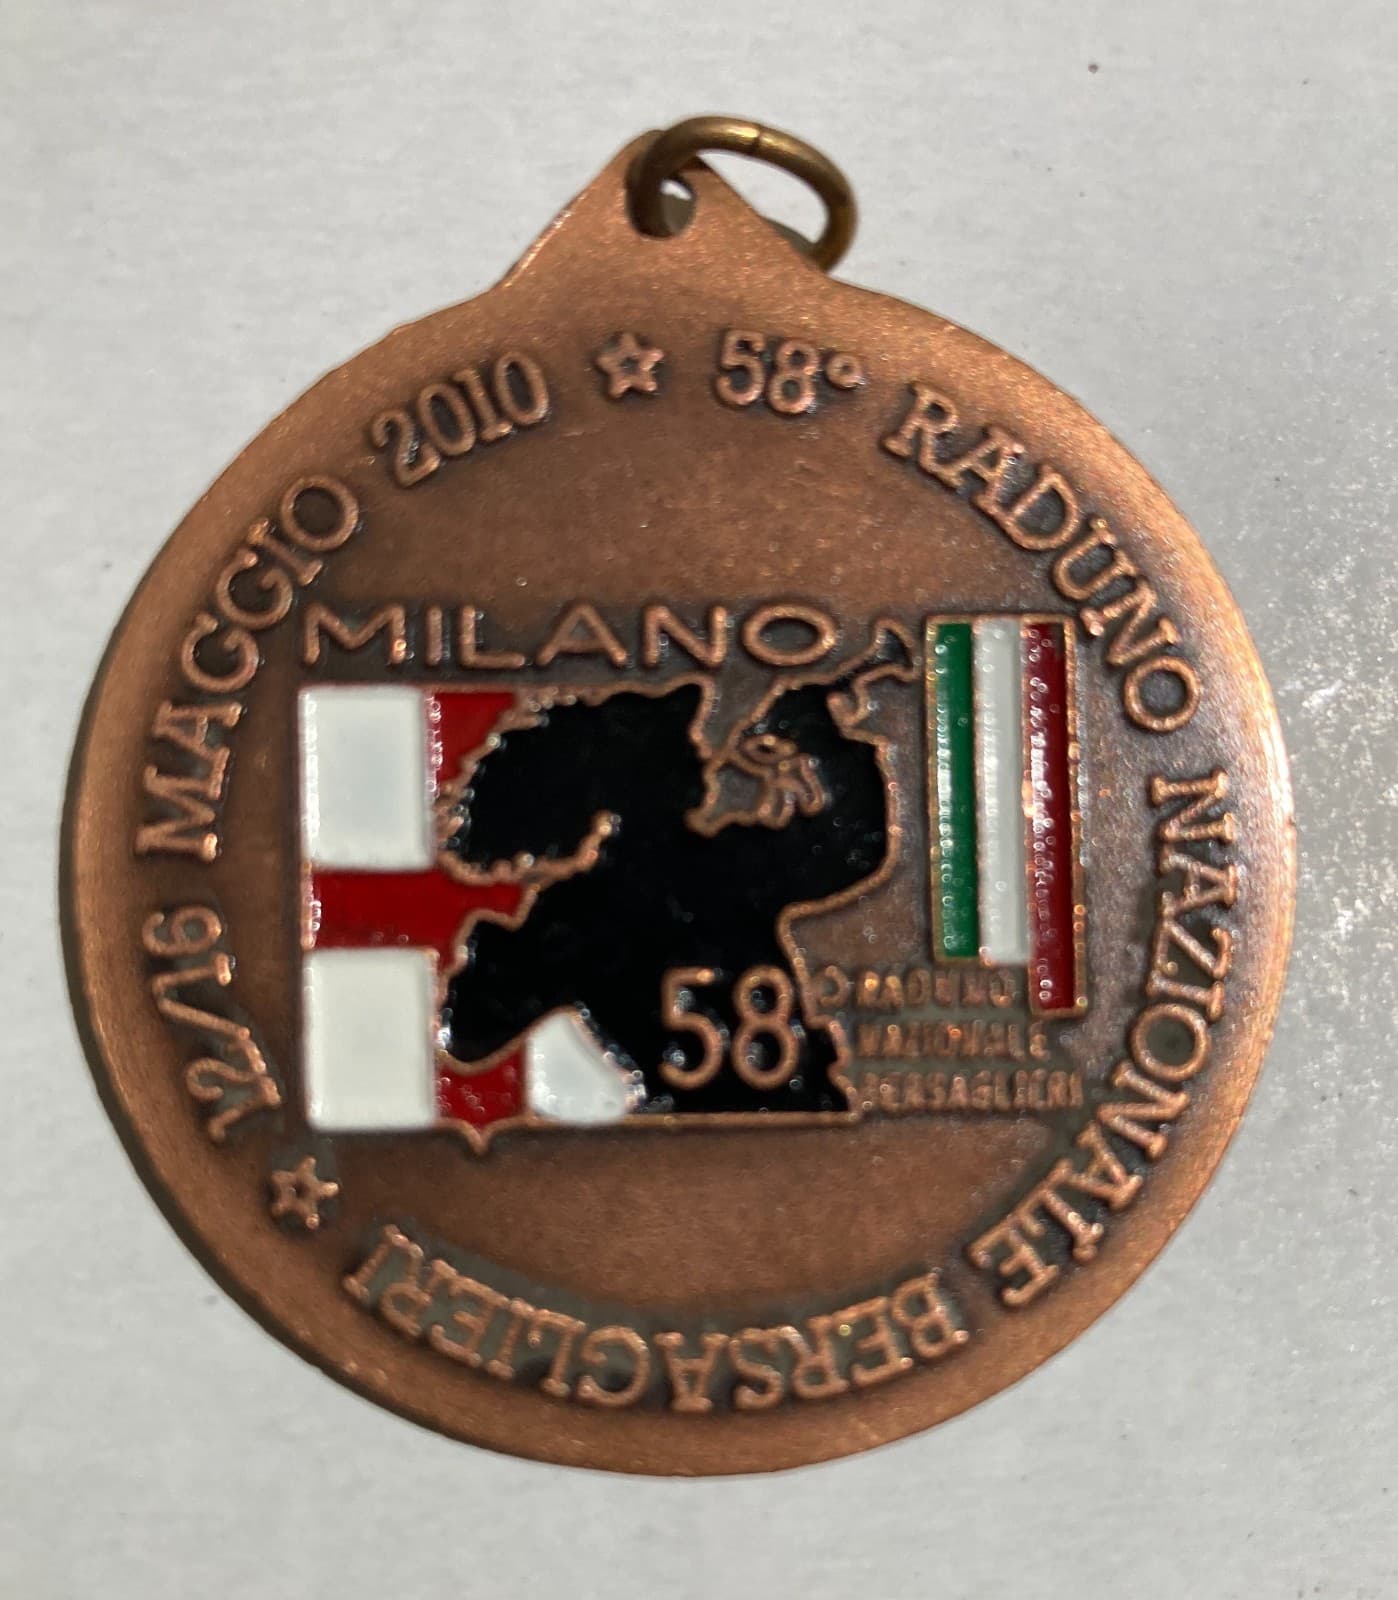 12/16 MAGGIO 2010 ☆ 58° RADUNO NAZIONALE BERSAGLIERI ☆
MILANO
58° RADUNO
NAZIONALE
BERSAGLIERI